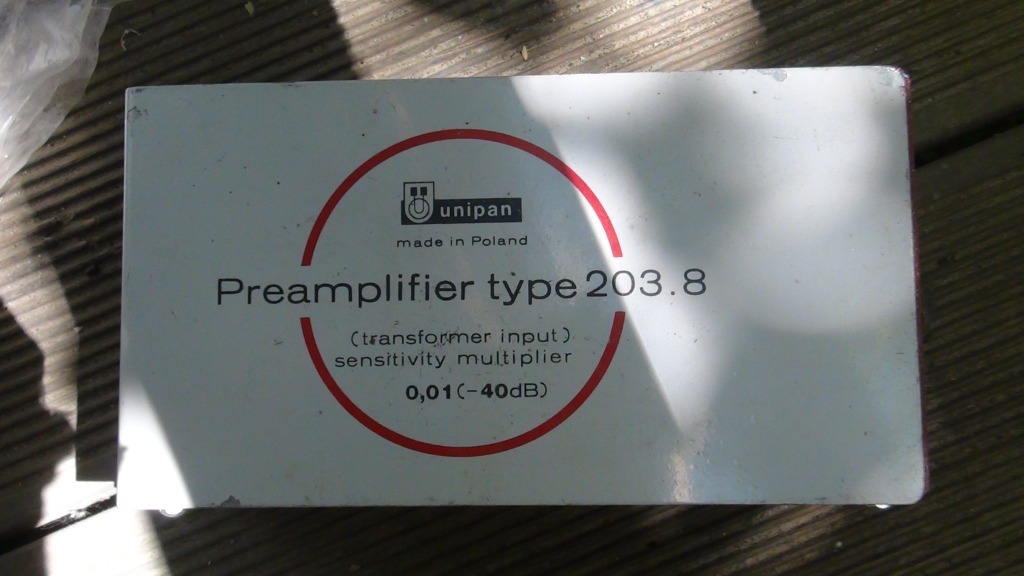 unipan
made in Poland
Preamplifier type 203.8
(transformer input)
sensitivity multiplier
0,01(-40dB)